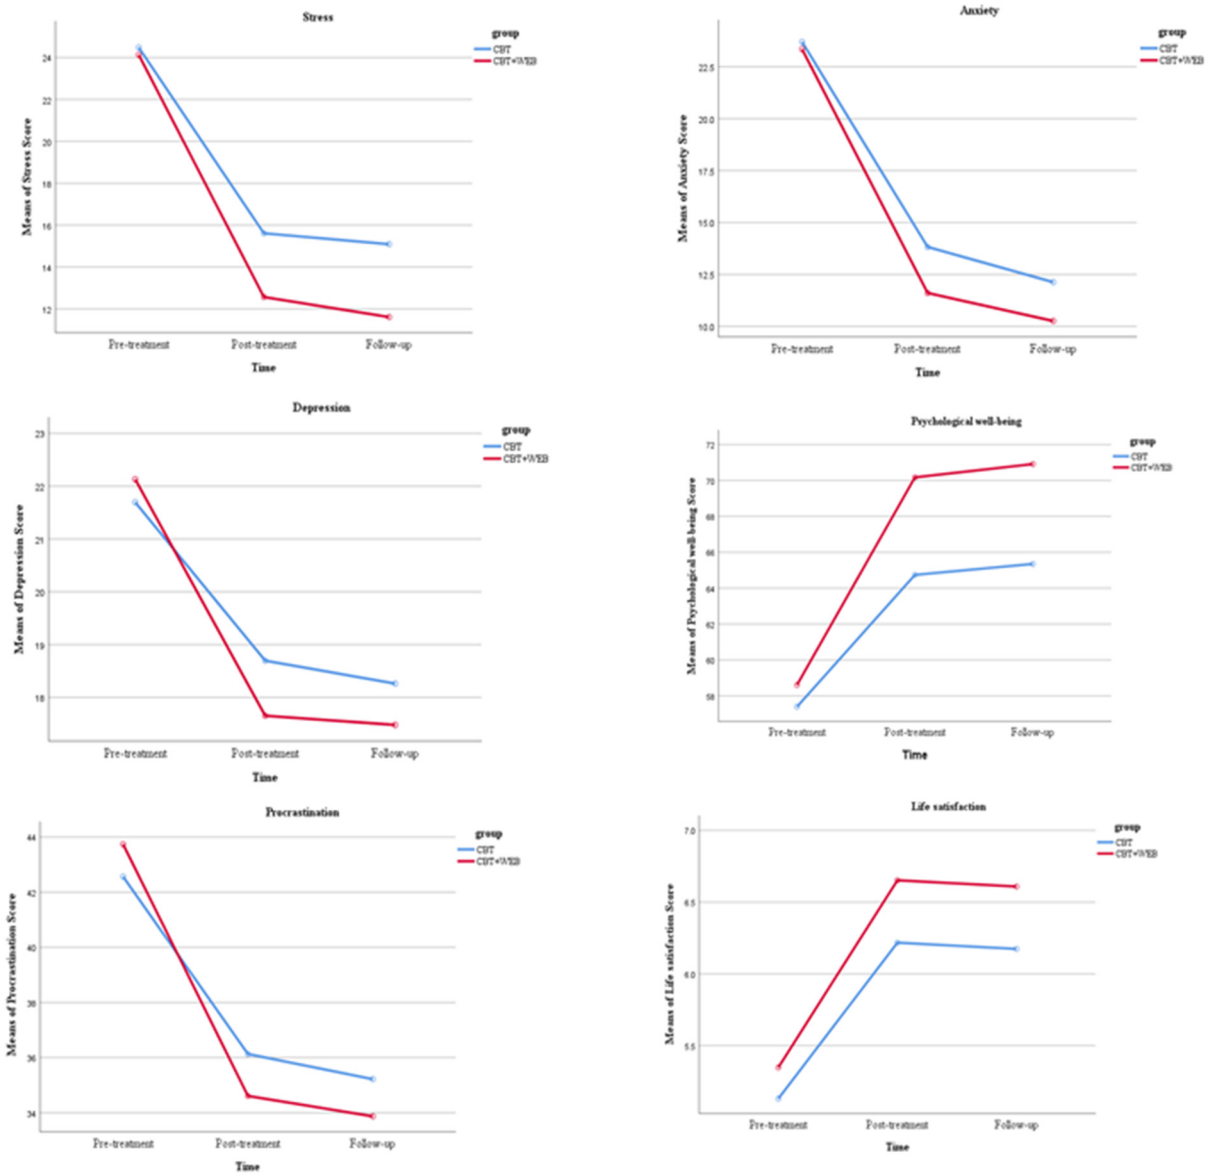 Stress
group
CBT
CBT+WEB
24
22
20
18
16
14
12
Means of Stress Score
Pre-treatment Post-treatment Follow-up
Time
Anxiety
group
CBT
CBT+WEB
22.5
20.0
17.5
15.0
12.5
10.0
Means of Anxiety Score
Pre-treatment Post-treatment Follow-up
Time
Depression
group
CBT
CBT+WEB
23
22
21
20
19
18
Means of Depression Score
Pre-treatment Post-treatment Follow-up
Time
Psychological well-being
group
CBT
CBT+WEB
72
70
68
66
64
62
60
58
Means of Psychological well-being Score
Pre-treatment Post-treatment Follow-up
Time
Procrastination
group
CBT
CBT+WEB
44
42
40
38
36
34
Means of Procrastination Score
Pre-treatment Post-treatment Follow-up
Time
Life satisfaction
group
CBT
CBT+WEB
7.0
6.5
6.0
5.5
Means of Life satisfaction Score
Pre-treatment Post-treatment Follow-up
Time